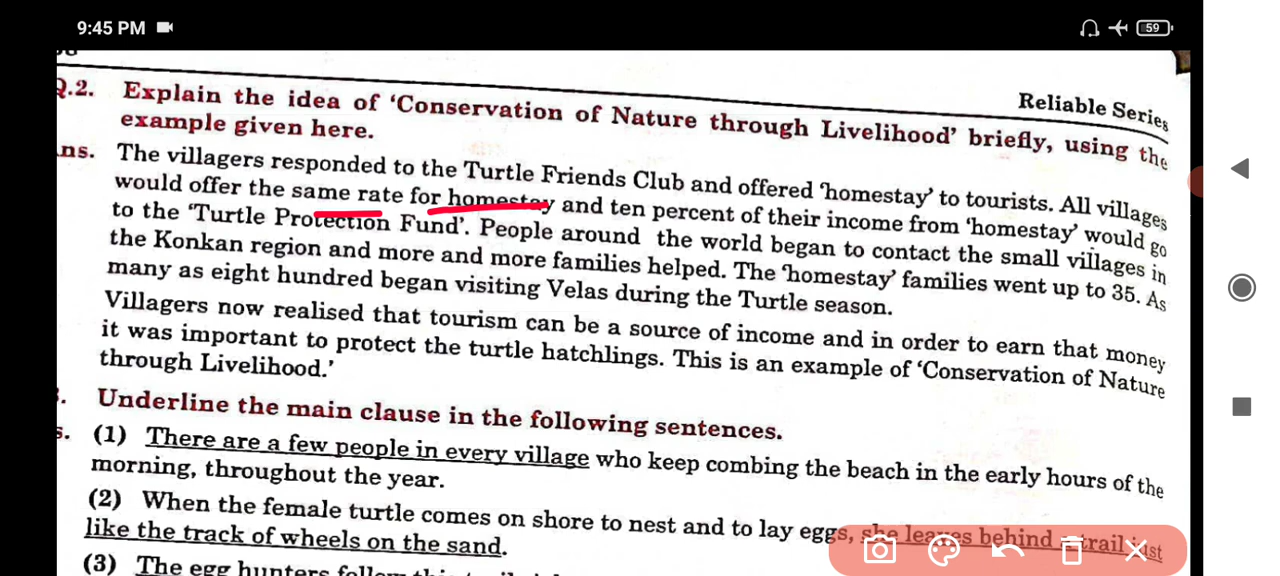 9:45 PM
59
Reliable Series
Q.2. Explain the idea of ‘Conservation of Nature through Livelihood’ briefly, using the
example given here.
ns. The villagers responded to the Turtle Friends Club and offered ‘homestay’ to tourists. All villages
would offer the same rate for homestay and ten percent of their income from ‘homestay’ would go
to the ‘Turtle Protection Fund’. People around the world began to contact the small villages in
the Konkan region and more and more families helped. The ‘homestay’ families went up to 35. As
many as eight hundred began visiting Velas during the Turtle season.
Villagers now realised that tourism can be a source of income and in order to earn that money
it was important to protect the turtle hatchlings. This is an example of ‘Conservation of Nature
through Livelihood.’
Underline the main clause in the following sentences.
s. (1) There are a few people in every village who keep combing the beach in the early hours of the
morning, throughout the year.
(2) When the female turtle comes on shore to nest and to lay eggs, she leaves behind trail just
like the track of wheels on the sand.
(3) The egg hunters